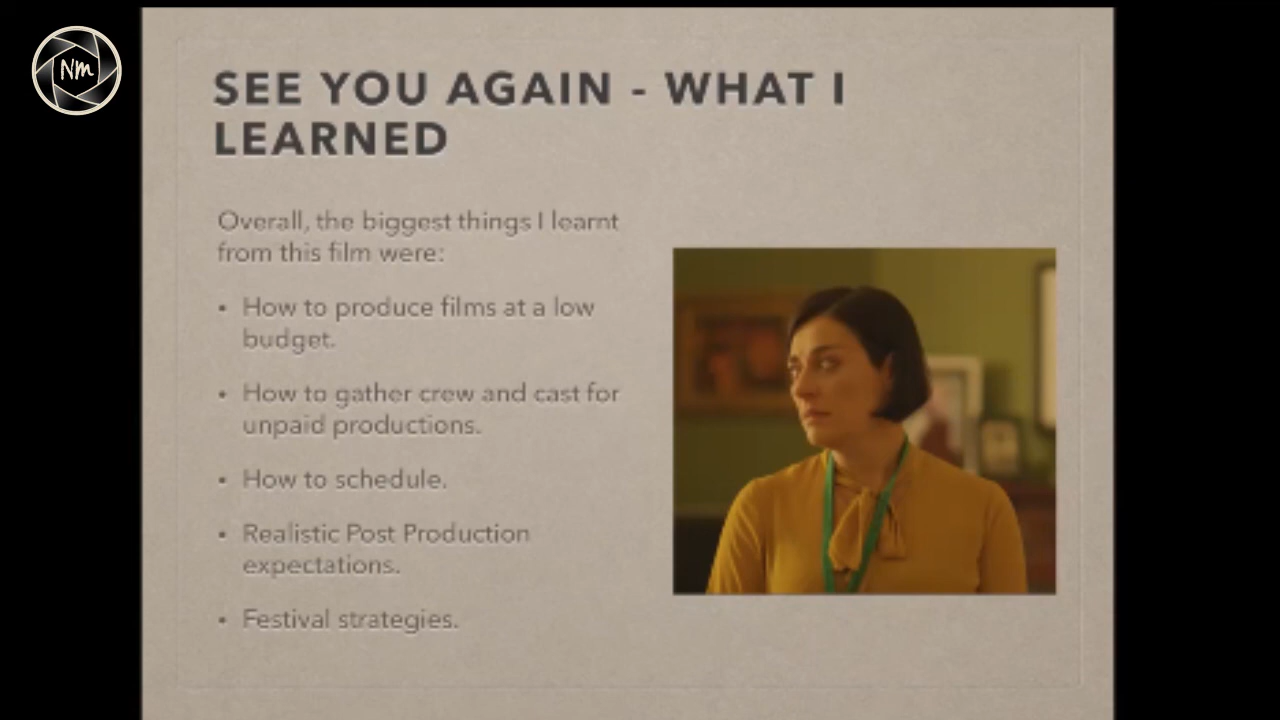 Nm
SEE YOU AGAIN - WHAT I
LEARNED
Overall, the biggest things I learnt
from this film were:
• How to produce films at a low
budget.
• How to gather crew and cast for
unpaid productions.
• How to schedule.
• Realistic Post Production
expectations.
• Festival strategies.